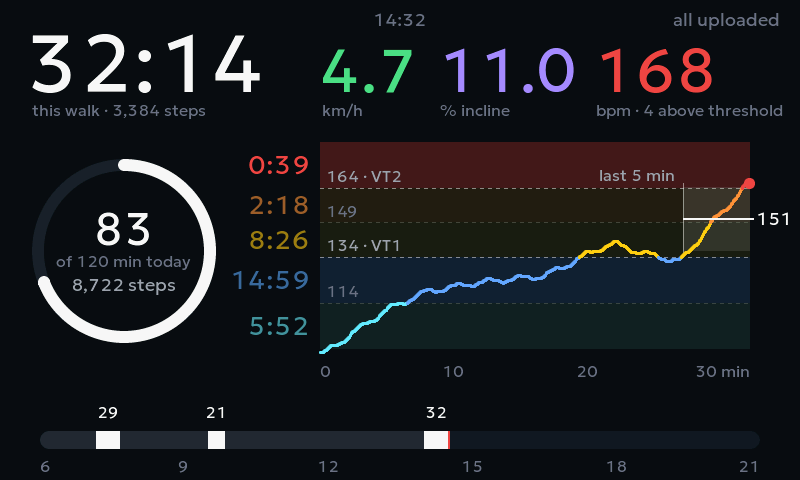 14:32
all uploaded
32:14
4.7
11.0
168
this walk · 3,384 steps
km/h
% incline
bpm · 4 above threshold
83
of 120 min today
8,722 steps
0:39
2:18
8:26
14:59
5:52
164 · VT2
last 5 min
149
151
134 · VT1
114
0 10 20 30 min
29 21 32
6 9 12 15 18 21